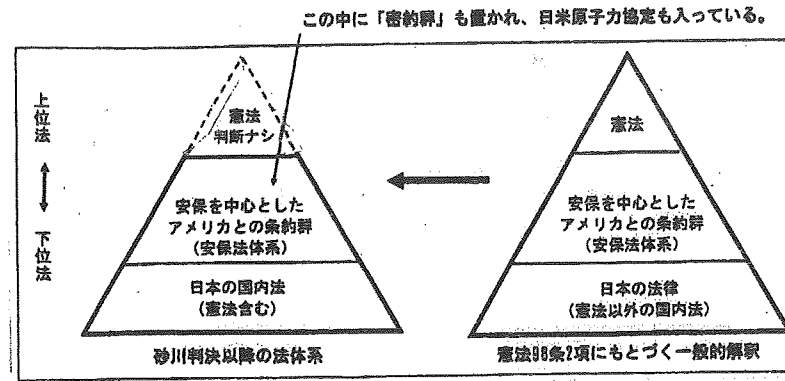 この中に「密約群」も置かれ、日米原子力協定も入っている。
上位法
下位法
憲法
判断ナシ
安保を中心とした
アメリカとの条約群
(安保法体系)
日本の国内法
(憲法含む)
砂川判決以降の法体系
憲法
安保を中心とした
アメリカとの条約群
(安保法体系)
日本の法律
(憲法以外の国内法)
憲法98条2項にもとづく一般的解釈